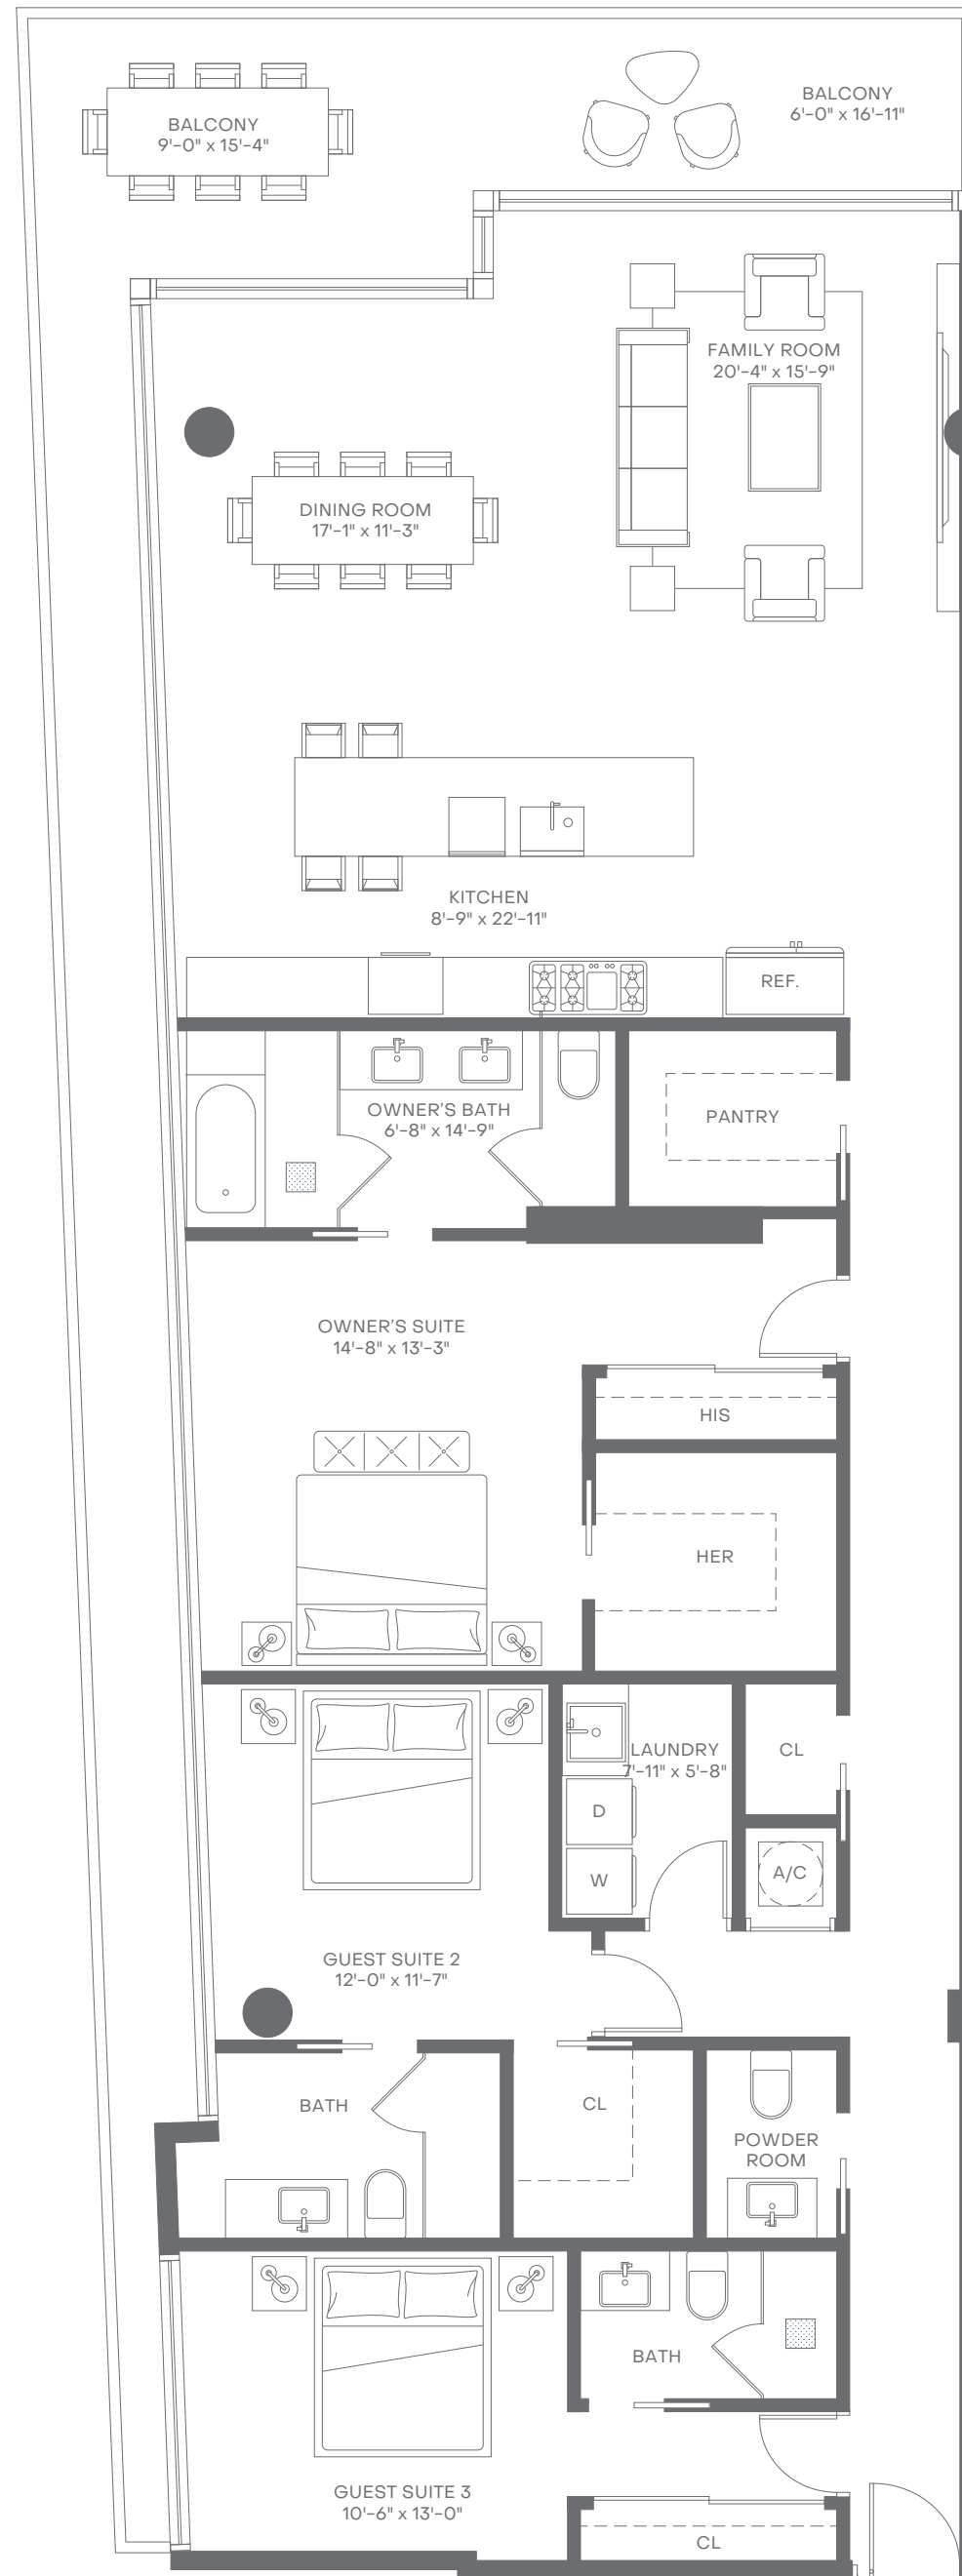 BALCONY
9'-0" x 15'-4"
BALCONY
6'-0" x 16'-11"
FAMILY ROOM
20'-4" x 15'-9"
DINING ROOM
17'-1" x 11'-3"
KITCHEN
8'-9" x 22'-11"
REF.
OWNER'S BATH
6'-8" x 14'-9"
PANTRY
OWNER'S SUITE
14'-8" x 13'-3"
HIS
HER
LAUNDRY
7'-11" x 5'-8"
CL
D
W
A/C
GUEST SUITE 2
12'-0" x 11'-7"
BATH
CL
POWDER
ROOM
BATH
GUEST SUITE 3
10'-6" x 13'-0"
CL